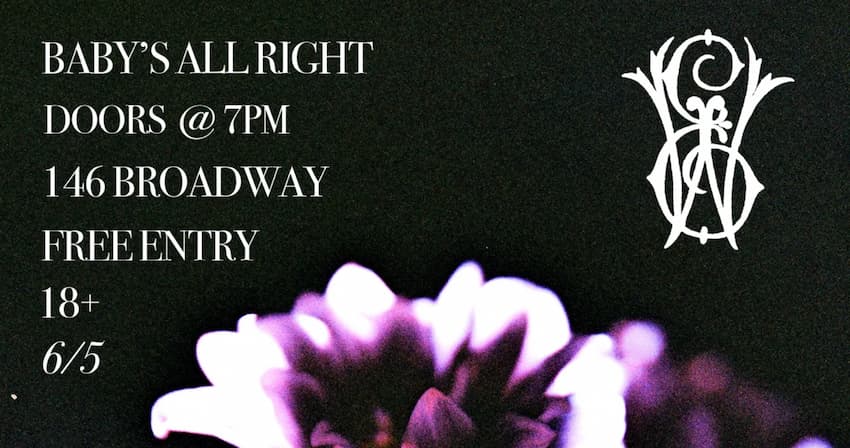 BABY'S ALL RIGHT
DOORS @ 7PM
146 BROADWAY
FREE ENTRY
18+
6/5